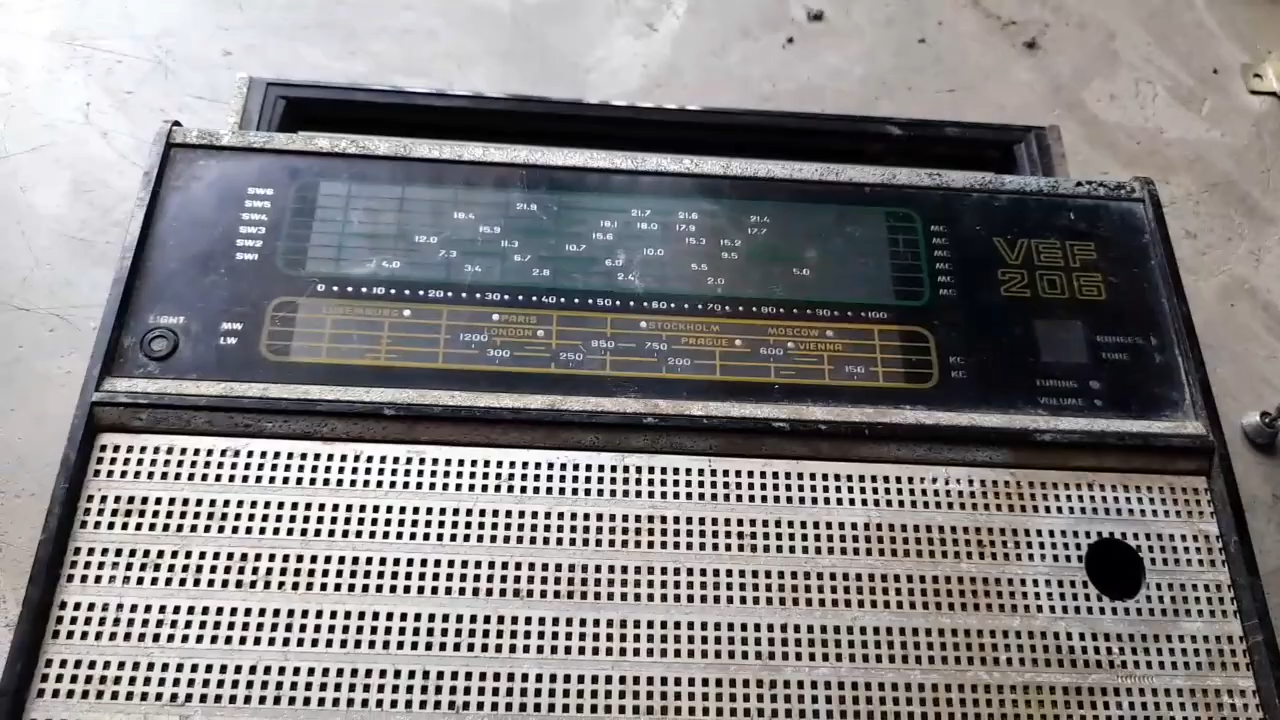 SW6
SW5 21.9 21.7 21.6 21.4
SW4 18.4 18.1 18.0 17.9 17.7 MC
SW3 15.9 15.6 15.3 15.2 MC
SW2 12.0 11.3 10.7 10.0 9.5 MC
SW1 7.3 6.7 6.0 5.5 5.0 MC
4.0 3.4 2.8 2.4 2.0 MC
MC
0 10 20 30 40 50 60 70 80 90 100
VEF
206
LIGHT
LUXEMBOURG PARIS STOCKHOLM MOSCOW
MW LONDON PRAGUE VIENNA
LW 1200 950 750 600 KC
300 250 200 150 KC
RANGES
TONE
TUNING
VOLUME